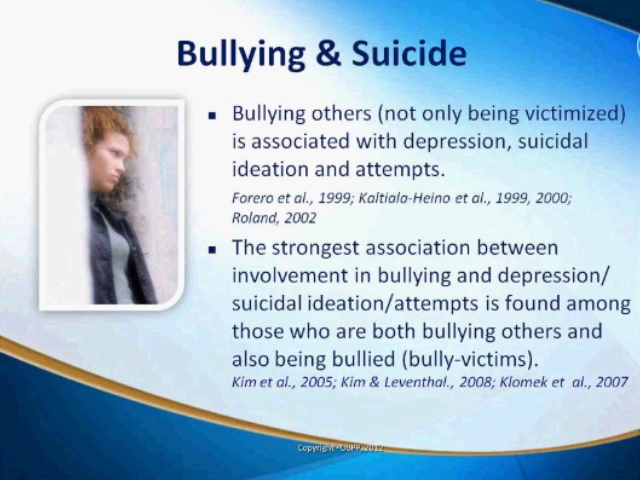 Bullying & Suicide
▪ Bullying others (not only being victimized)
is associated with depression, suicidal
ideation and attempts.
Forero et al., 1999; Kaltiala-Heino et al., 1999, 2000;
Roland, 2002
▪ The strongest association between
involvement in bullying and depression/
suicidal ideation/attempts is found among
those who are both bullying others and
also being bullied (bully-victims).
Kim et al., 2005; Kim & Leventhal., 2008; Klomek et al., 2007
Copyright - OBPP, 2012